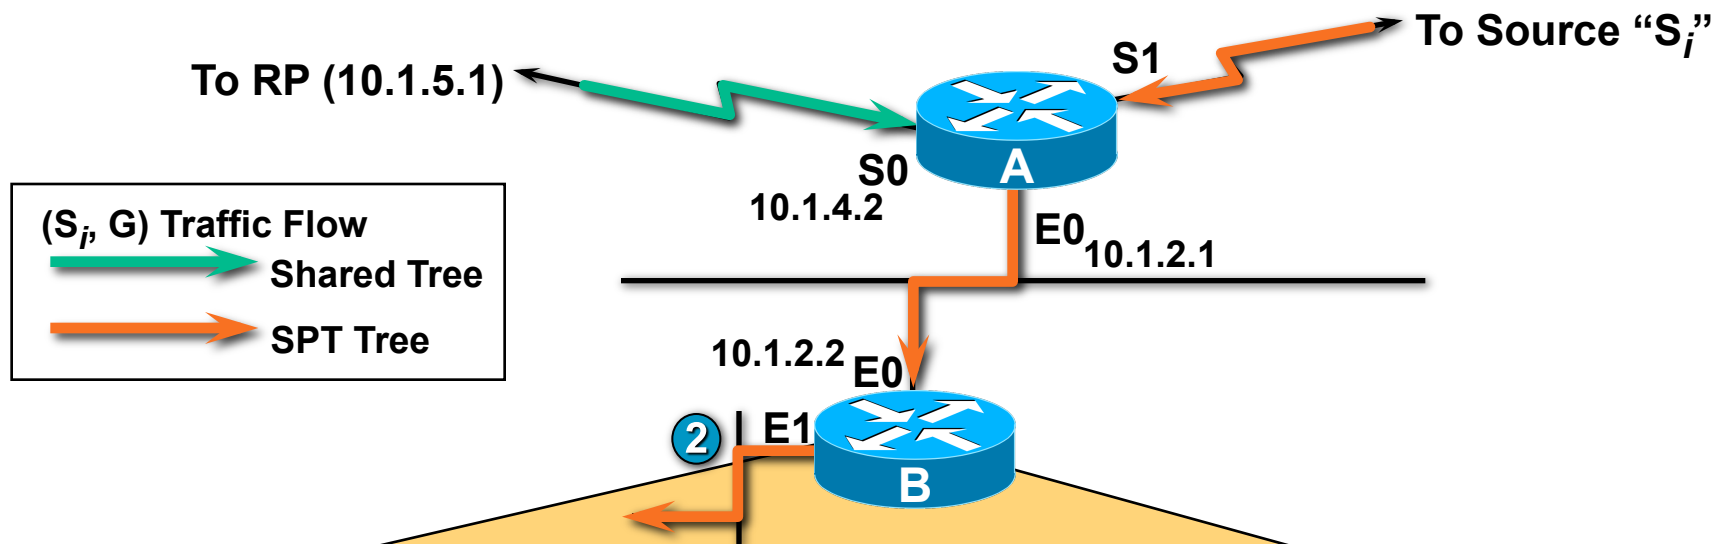 To Source “Si”
S1
To RP (10.1.5.1)
A
S0
10.1.4.2
(Si, G) Traffic Flow
E0
10.1.2.1
Shared Tree
SPT Tree
10.1.2.2
E0
2
E1
B